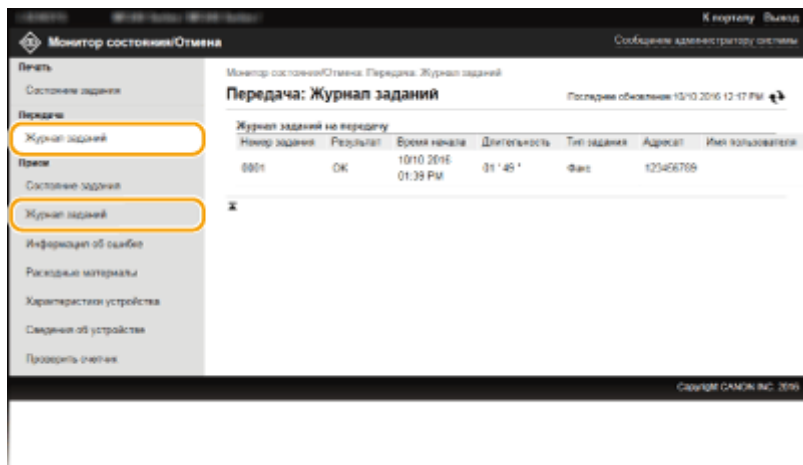 К порталу Выход
Монитор состояния/Отмена
Сообщение администратору системы
Печать
Состояние задания
Передача
Журнал заданий
Прием
Состояние задания
Журнал заданий
Информация об ошибке
Расходные материалы
Характеристики устройства
Сведения об устройстве
Проверить счетчик
Монитор состояния/Отмена: Передача: Журнал заданий
Передача: Журнал заданий
Последнее обновление:10/10 2016 12:17 PM
Журнал заданий на передачу
Номер задания Результат Время начала Длительность Тип задания Адресат Имя пользователя
0001 OK 10/10 2016 01:39 PM 01 ' 49 " Факс 123456789
Copyright CANON INC. 2016